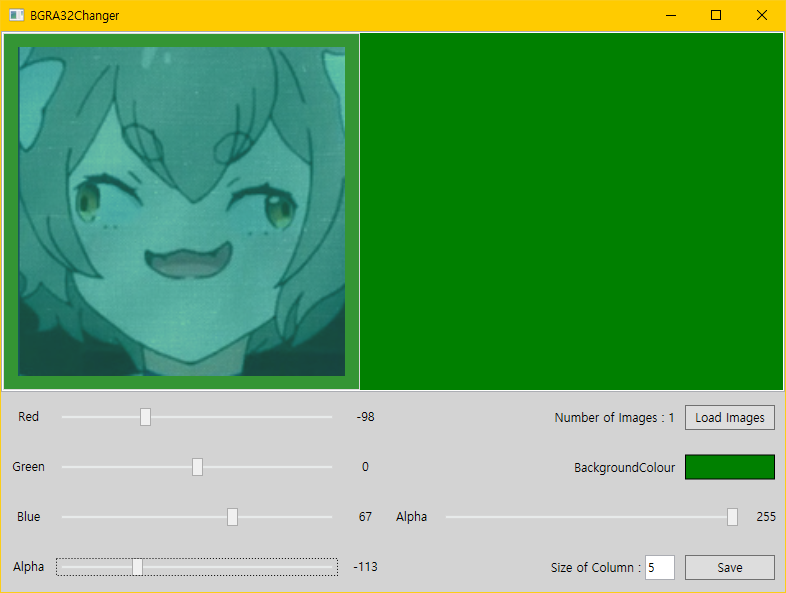 BGRA32Changer
Red -98 Number of Images : 1 Load Images
Green 0 BackgroundColour
Blue 67 Alpha 255
Alpha -113 Size of Column : 5 Save